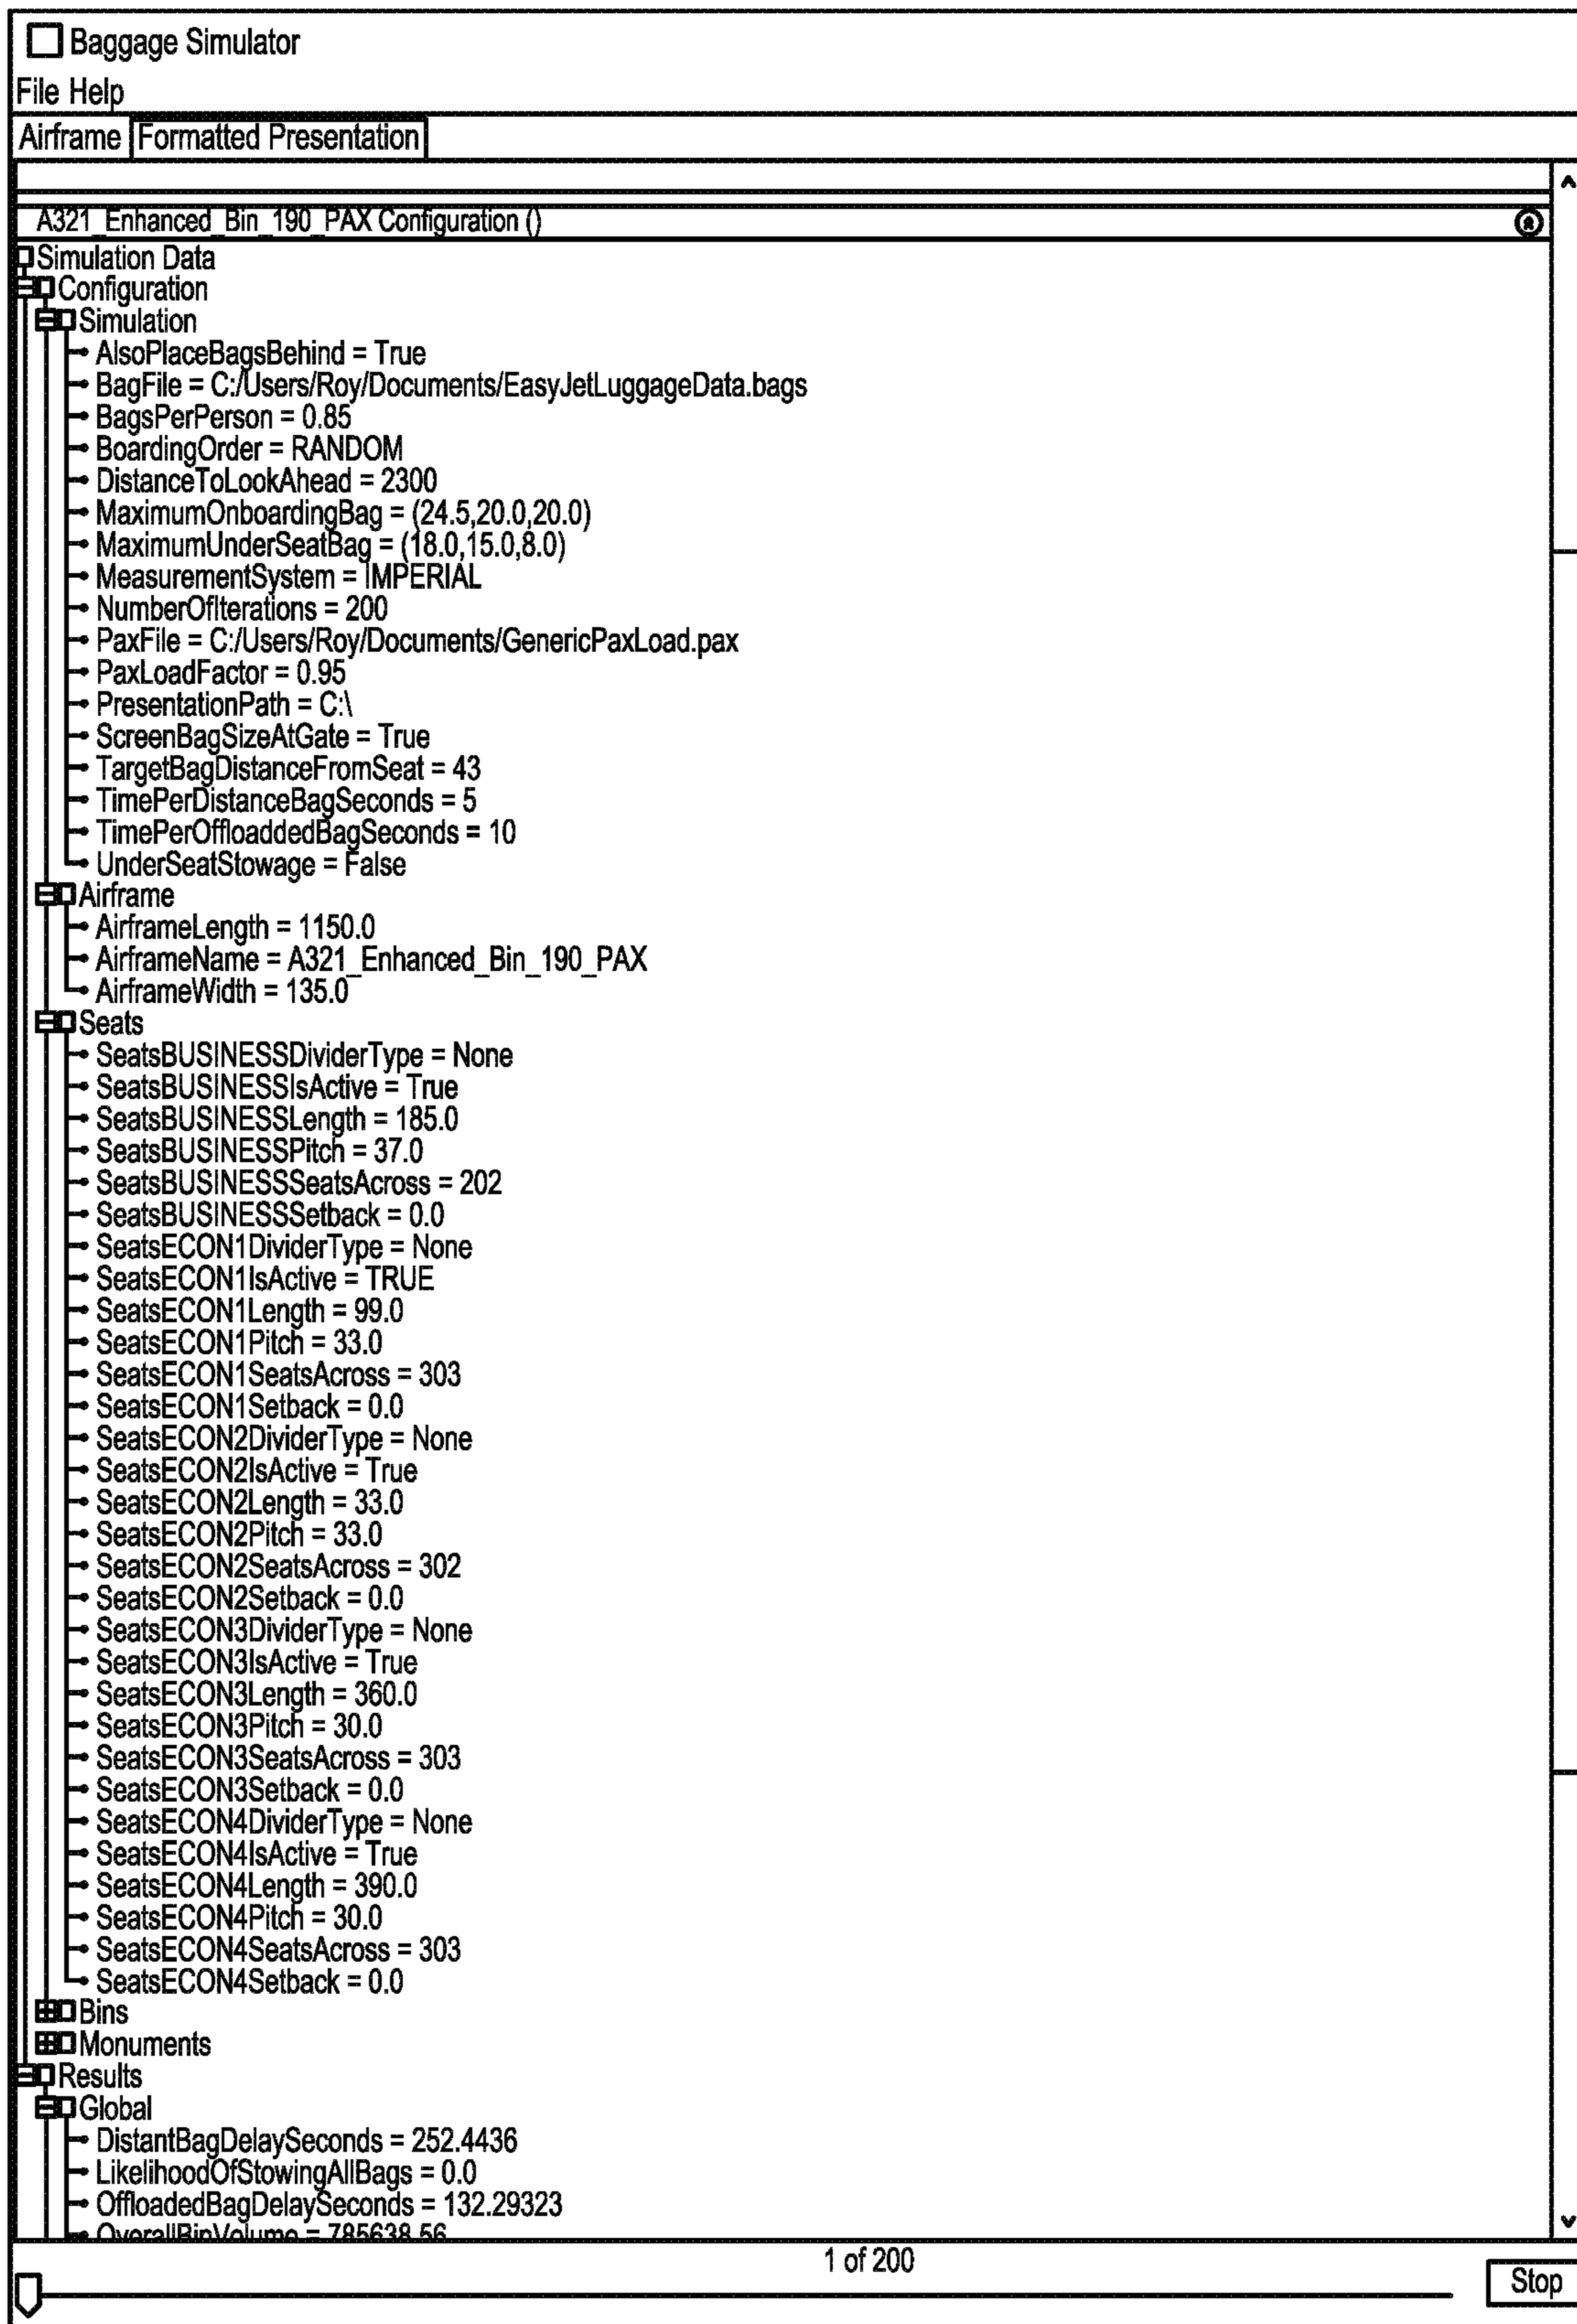 Baggage Simulator
File Help
Airframe Formatted Presentation
A321_Enhanced_Bin_190_PAX Configuration ()
Simulation Data
Configuration
Simulation
AlsoPlaceBagsBehind = True
BagFile = C:/Users/Roy/Documents/EasyJetLuggageData.bags
BagsPerPerson = 0.85
BoardingOrder = RANDOM
DistanceToLookAhead = 2300
MaximumOnboardingBag = (24.5,20.0,20.0)
MaximumUnderSeatBag = (18.0,15.0,8.0)
MeasurementSystem = IMPERIAL
NumberOfIterations = 200
PaxFile = C:/Users/Roy/Documents/GenericPaxLoad.pax
PaxLoadFactor = 0.95
PresentationPath = C:\
ScreenBagSizeAtGate = True
TargetBagDistanceFromSeat = 43
TimePerDistanceBagSeconds = 5
TimePerOffloaddedBagSeconds = 10
UnderSeatStowage = False
Airframe
AirframeLength = 1150.0
AirframeName = A321_Enhanced_Bin_190_PAX
AirframeWidth = 135.0
Seats
SeatsBUSINESSDividerType = None
SeatsBUSINESSIsActive = True
SeatsBUSINESSLength = 185.0
SeatsBUSINESSPitch = 37.0
SeatsBUSINESSSeatsAcross = 202
SeatsBUSINESSSetback = 0.0
SeatsECON1DividerType = None
SeatsECON1IsActive = TRUE
SeatsECON1Length = 99.0
SeatsECON1Pitch = 33.0
SeatsECON1SeatsAcross = 303
SeatsECON1Setback = 0.0
SeatsECON2DividerType = None
SeatsECON2IsActive = True
SeatsECON2Length = 33.0
SeatsECON2Pitch = 33.0
SeatsECON2SeatsAcross = 302
SeatsECON2Setback = 0.0
SeatsECON3DividerType = None
SeatsECON3IsActive = True
SeatsECON3Length = 360.0
SeatsECON3Pitch = 30.0
SeatsECON3SeatsAcross = 303
SeatsECON3Setback = 0.0
SeatsECON4DividerType = None
SeatsECON4IsActive = True
SeatsECON4Length = 390.0
SeatsECON4Pitch = 30.0
SeatsECON4SeatsAcross = 303
SeatsECON4Setback = 0.0
Bins
Monuments
Results
Global
DistantBagDelaySeconds = 252.4436
LikelihoodOfStowingAllBags = 0.0
OffloadedBagDelaySeconds = 132.29323
OverallBinVolume = 785638.56
1 of 200
Stop